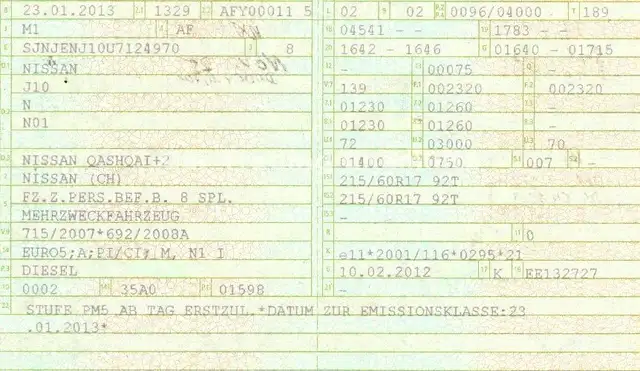 23.01.2013 1329 AFY00011 5
M1 AF
SJNJENJ10U7124970 8
NISSAN
J10
N
N01
NISSAN QASHQAI+2
NISSAN (CH)
FZ.Z.PERS.BEF.B. 8 SPL.
MEHRZWECKFAHRZEUG
715/2007*692/2008A
EURO5;A;PI/CI; M, N1 I
DIESEL
0002 35A0 01598
02 02 0096/04000 189
04541 - - 1783 - -
1642 - 1646 01640 - 01715
- 00075 -
139 002320 002320
01230 01260 -
01230 01260 -
72 03000 70
01400 1750 007 -
215/60R17 92T
215/60R17 92T
-
- 0
e11*2001/116*0295*21
10.02.2012 K EE132727
-
STUFE PM5 AB TAG ERSTZUL.*DATUM ZUR EMISSIONSKLASSE:23
.01.2013*